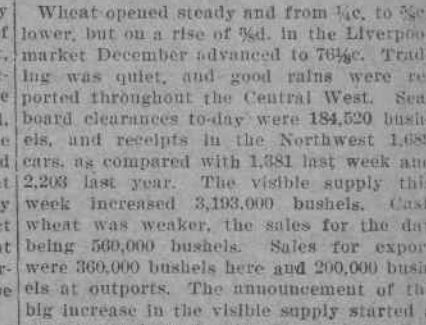 Wheat opened steady and from ¼c. to ⅝c.
lower, but on a rise of ⅝d. in the Liverpoo
market December advanced to 76⅛c. Trad-
ing was quiet, and good rains were re-
ported throughout the Central West. Sea-
board clearances to-day were 184,520 bush-
els, and receipts in the Northwest 1,685
cars, as compared with 1,381 last week and
2,203 last year. The visible supply this
week increased 3,193,000 bushels. Cash
wheat was weaker, the sales for the day
being 560,000 bushels. Sales for export
were 360,000 bushels here and 200,000 bush-
els at outports. The announcement of the
big increase in the visible supply started